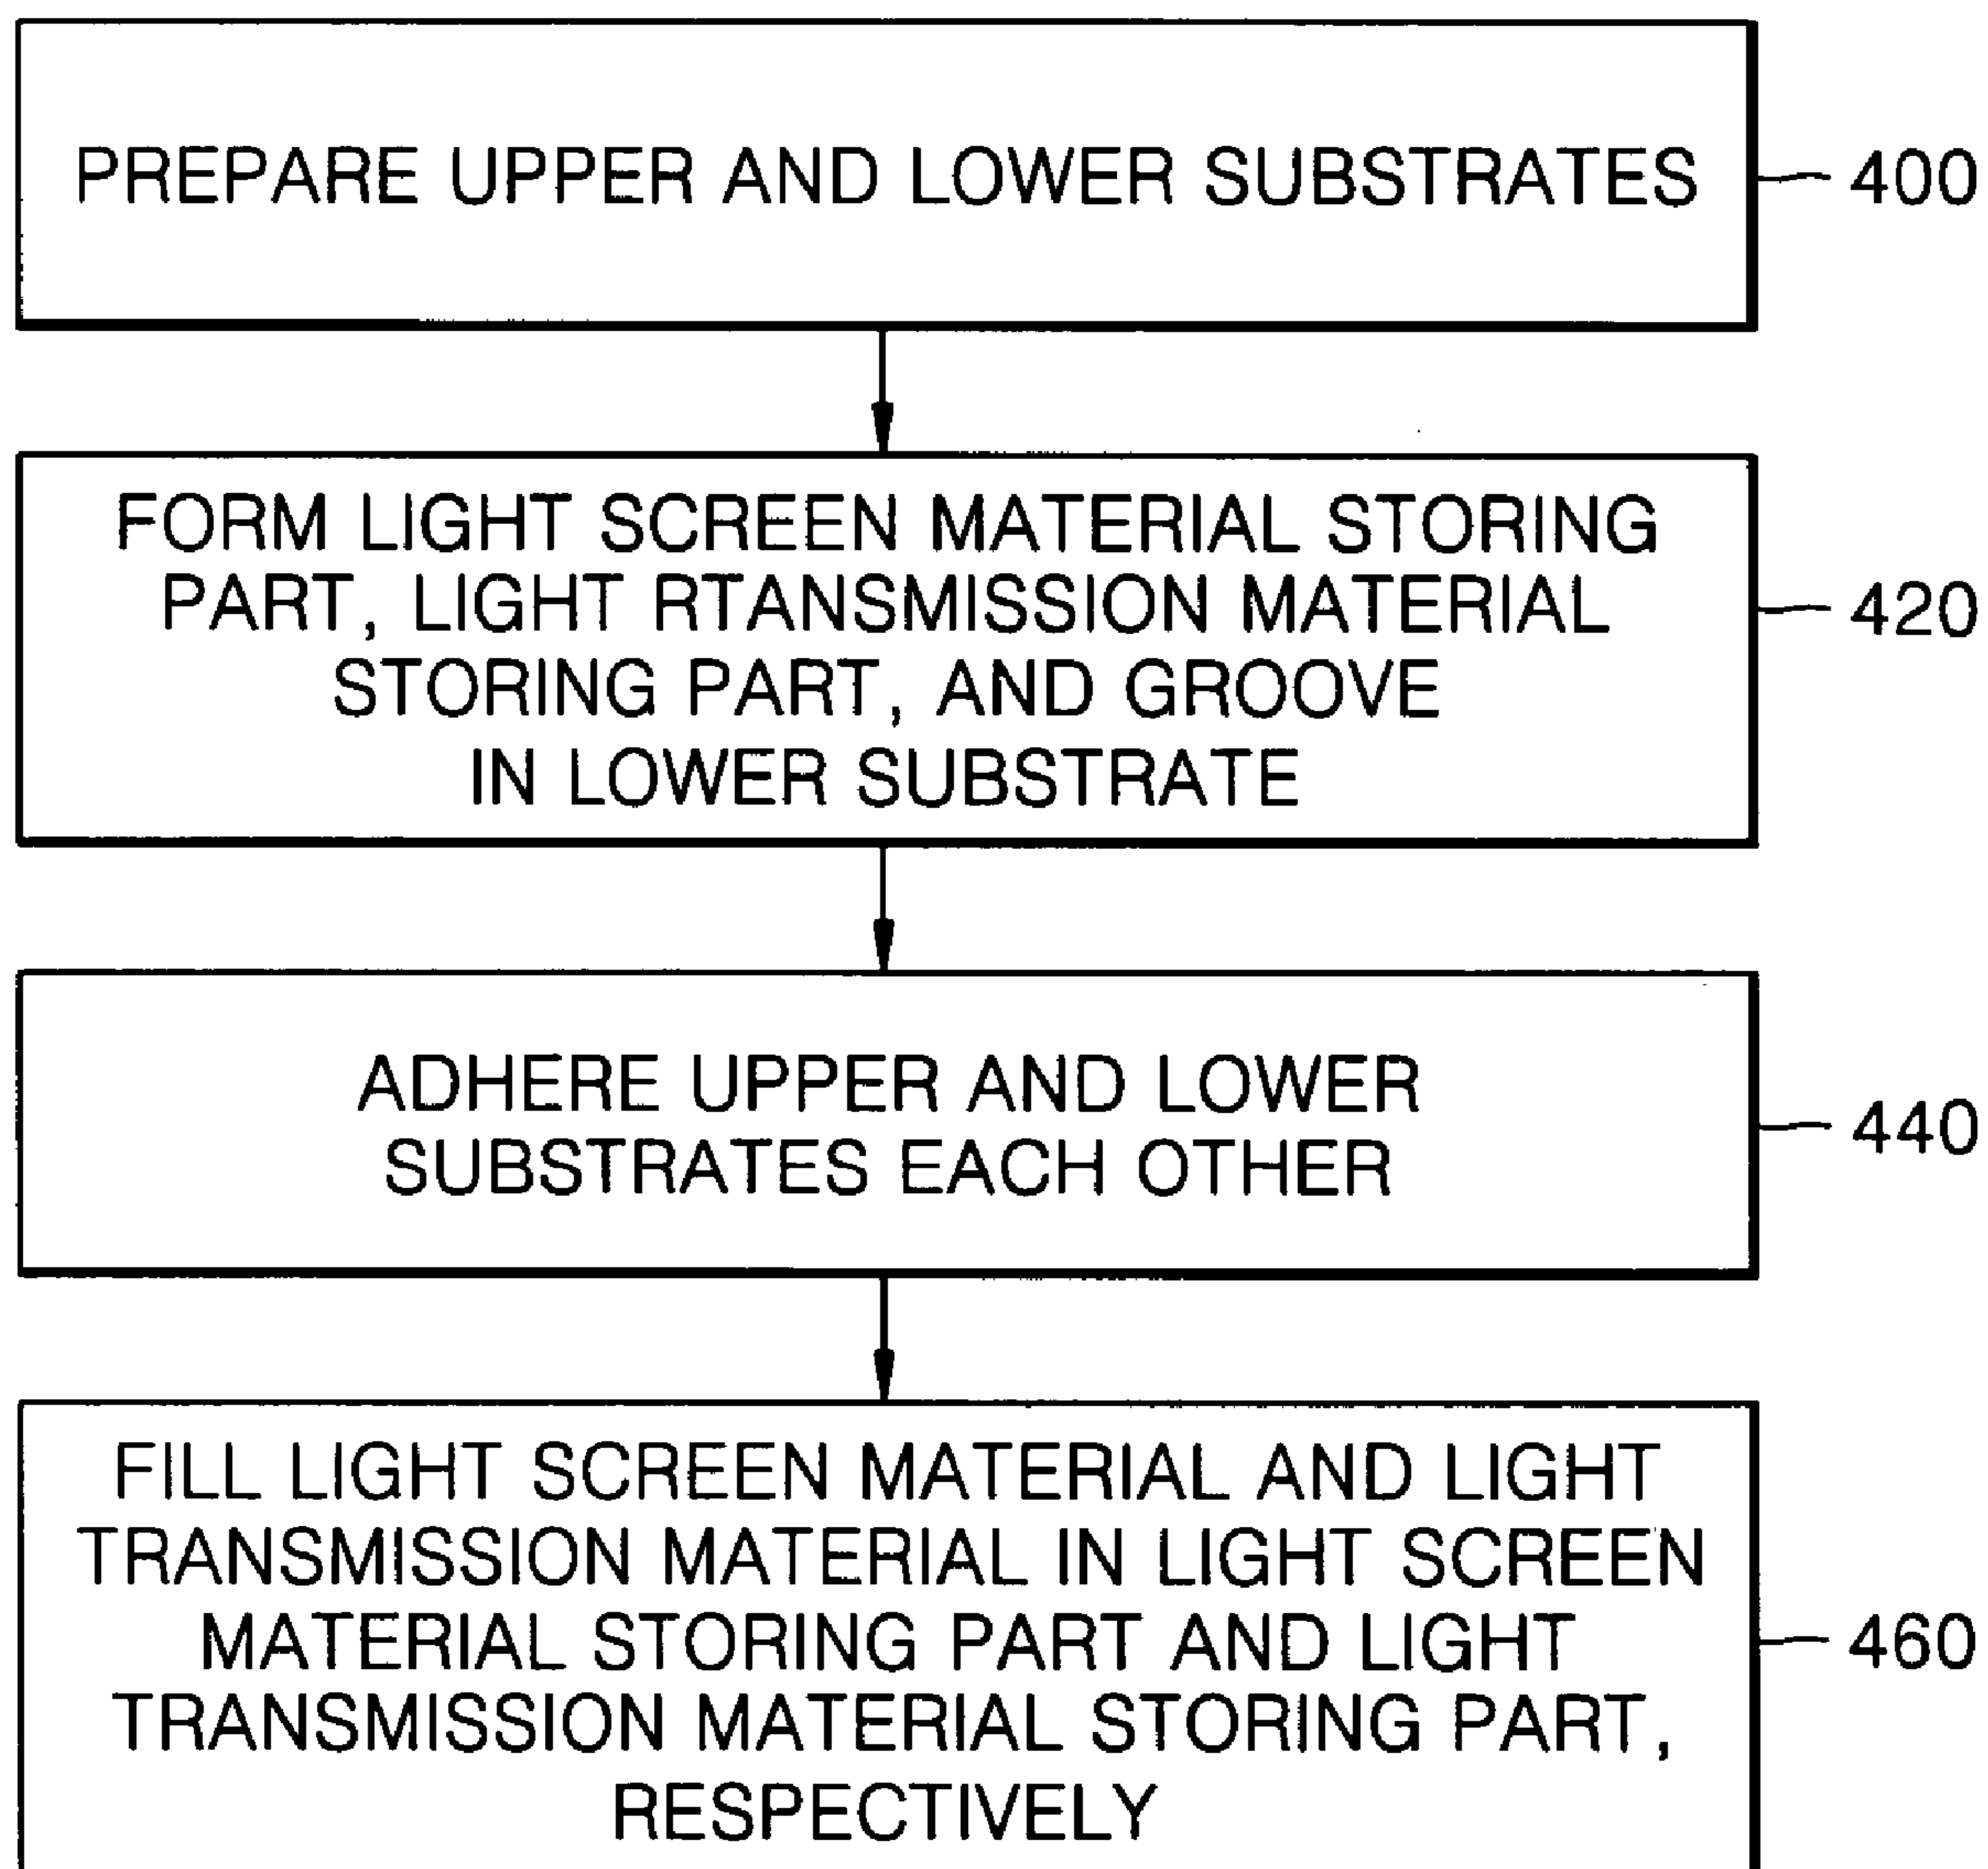 PREPARE UPPER AND LOWER SUBSTRATES
400
FORM LIGHT SCREEN MATERIAL STORING
PART, LIGHT RTANSMISSION MATERIAL
STORING PART, AND GROOVE
IN LOWER SUBSTRATE
420
ADHERE UPPER AND LOWER
SUBSTRATES EACH OTHER
440
FILL LIGHT SCREEN MATERIAL AND LIGHT
TRANSMISSION MATERIAL IN LIGHT SCREEN
MATERIAL STORING PART AND LIGHT
TRANSMISSION MATERIAL STORING PART,
RESPECTIVELY
460